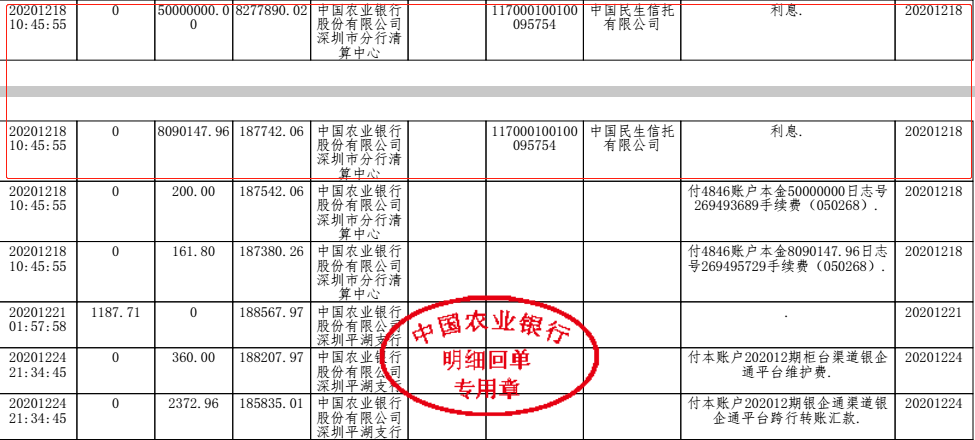 20201218 0 50000000.0 8277890.02 中国农业银行 117000100100 中国民生信托 利息. 20201218
10:45:55 0 股份有限公司 095754 有限公司
深圳市分行清
算中心
20201218 0 8090147.96 187742.06 中国农业银行 117000100100 中国民生信托 利息. 20201218
10:45:55 股份有限公司 095754 有限公司
深圳市分行清
算中心
20201218 0 200.00 187542.06 中国农业银行 付4846账户本金50000000日志号 20201218
10:45:55 股份有限公司 269493689手续费（050268）.
深圳市分行清
算中心
20201218 0 161.80 187380.26 中国农业银行 付4846账户本金8090147.96日志 20201218
10:45:55 股份有限公司 号269495729手续费（050268）.
深圳市分行清
算中心
20201221 1187.71 0 188567.97 中国农业银行 . 20201221
01:57:58 股份有限公司
深圳平湖支行
20201224 0 360.00 188207.97 中国农业银行 付本账户202012期柜台渠道银企 20201224
21:34:45 股份有限公司 通平台维护费.
深圳平湖支行
20201224 0 2372.96 185835.01 中国农业银行 付本账户202012期银企通渠道银 20201224
21:34:45 股份有限公司 企通平台跨行转账汇款.
深圳平湖支行
中国农业银行
明细回单
专用章